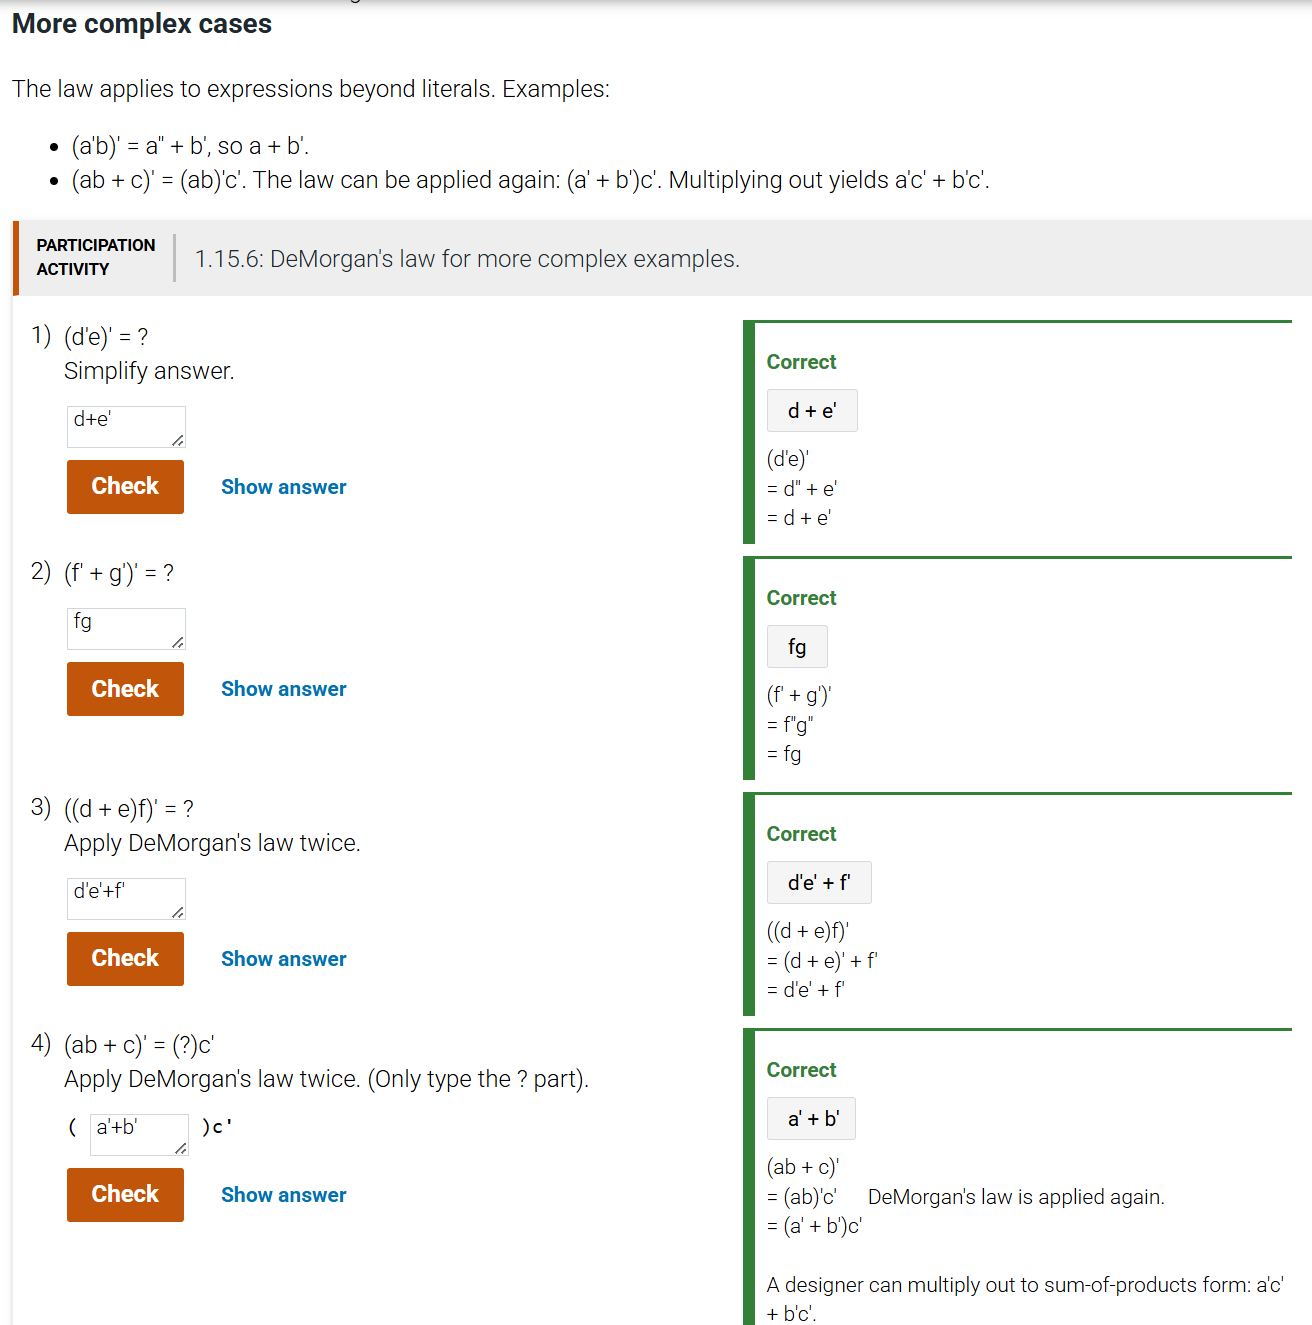 More complex cases
The law applies to expressions beyond literals. Examples:
• (a'b)' = a'' + b', so a + b'.
• (ab + c)' = (ab)'c'. The law can be applied again: (a' + b')c'. Multiplying out yields a'c' + b'c'.
PARTICIPATION
ACTIVITY
1.15.6: DeMorgan's law for more complex examples.
1) (d'e)' = ?
Simplify answer.
d+e'
Check Show answer
Correct
d + e'
(d'e)'
= d'' + e'
= d + e'
2) (f' + g')' = ?
fg
Check Show answer
Correct
fg
(f' + g')'
= f''g''
= fg
3) ((d + e)f)' = ?
Apply DeMorgan's law twice.
d'e'+f'
Check Show answer
Correct
d'e' + f'
((d + e)f)'
= (d + e)' + f'
= d'e' + f'
4) (ab + c)' = (?)c'
Apply DeMorgan's law twice. (Only type the ? part).
( a'+b' )c'
Check Show answer
Correct
a' + b'
(ab + c)'
= (ab)'c' DeMorgan's law is applied again.
= (a' + b')c'
A designer can multiply out to sum-of-products form: a'c'
+ b'c'.